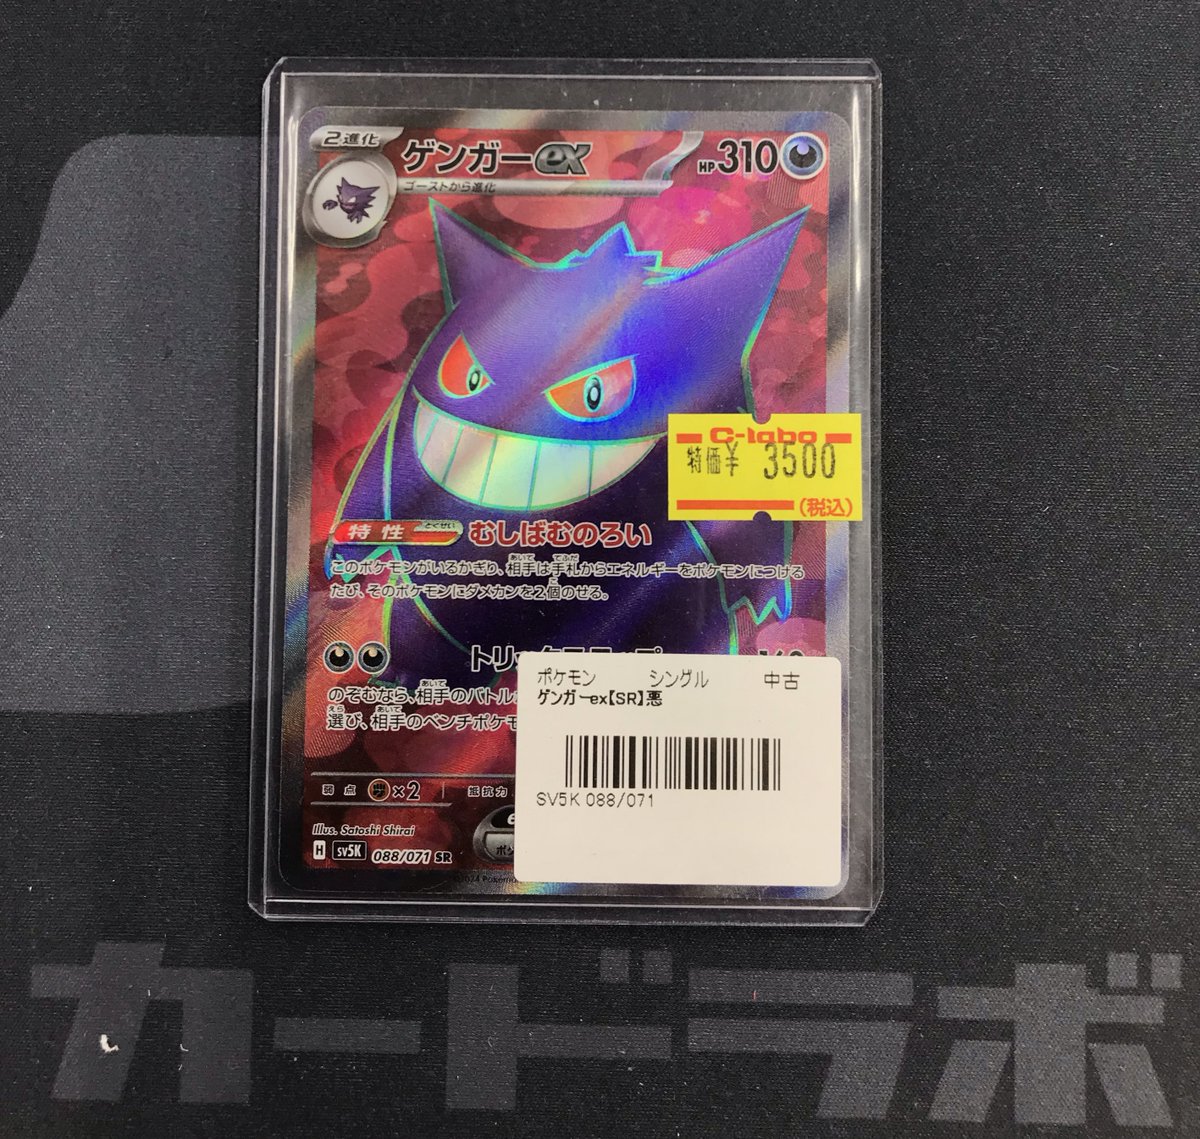 2進化
ゲンガーex
HP310
ゴーストから進化
C-labo
特価¥ 3500
(税込)
特性
とくせい
むしばむのろい
このポケモンがいるかぎり、相手は手札からエネルギーをポケモンにつける
たび、そのポケモンにダメカンを2個のせる。
のぞむなら、相手のバトル
選び、相手のベンチポケモ
ポケモン シングル 中古
ゲンガーex【SR】悪
SV5K 088/071
弱点 ×2 抵抗力
Illus. Satoshi Shirai
H sv5K 088/071 SR
カードラボ